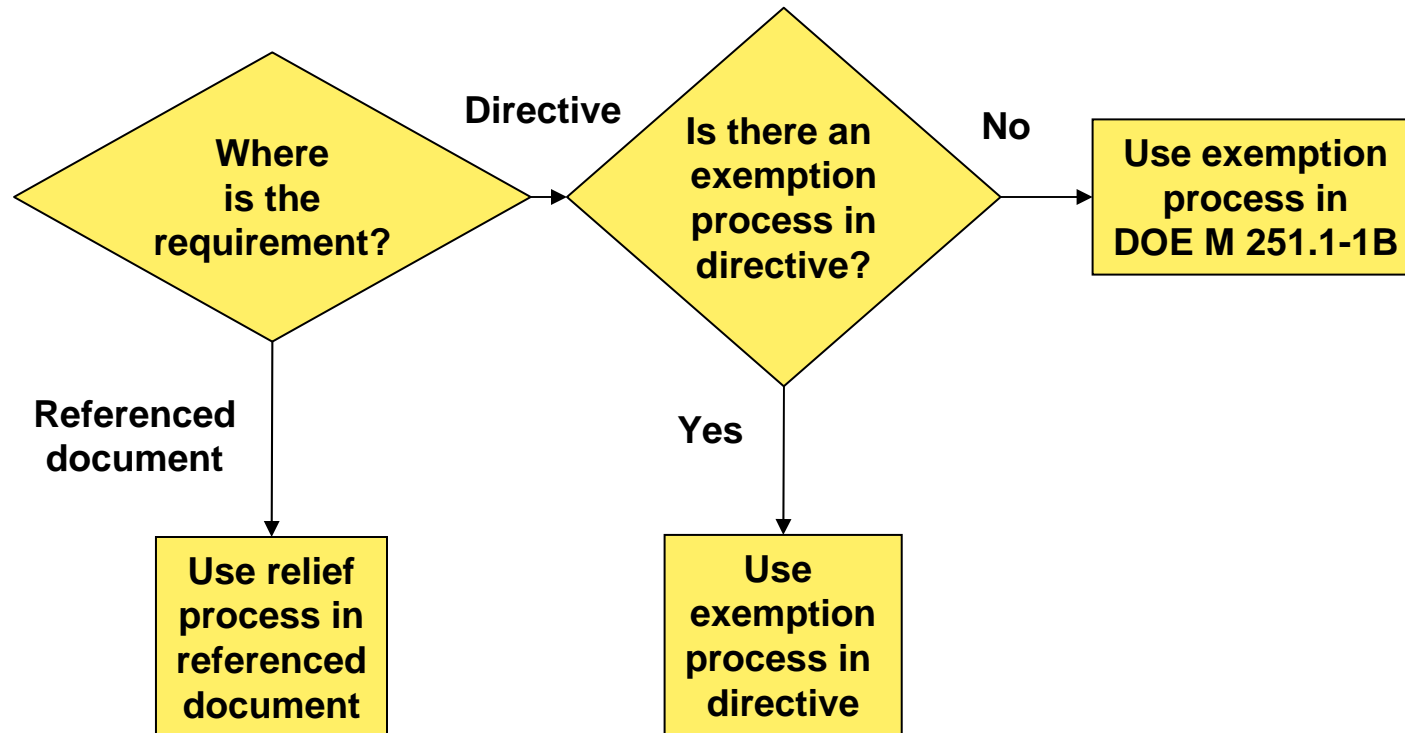 Where
is the
requirement?
Directive
Is there an
exemption
process in
directive?
No
Use exemption
process in
DOE M 251.1-1B
Referenced
document
Yes
Use relief
process in
referenced
document
Use
exemption
process in
directive